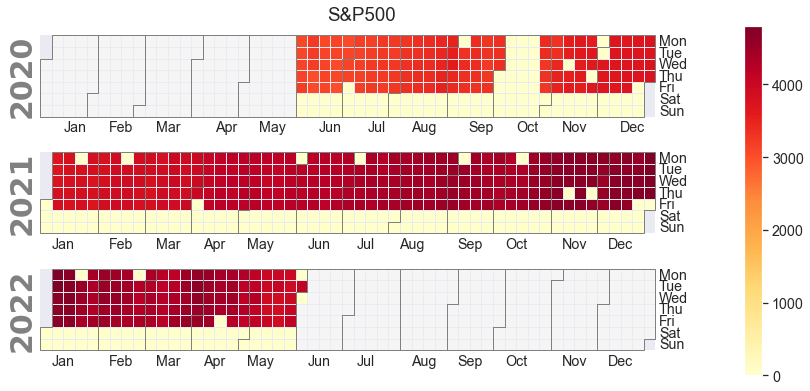 S&P500
2020
Mon
Tue
Wed
Thu
Fri
Sat
Sun
Jan Feb Mar Apr May Jun Jul Aug Sep Oct Nov Dec
2021
Mon
Tue
Wed
Thu
Fri
Sat
Sun
Jan Feb Mar Apr May Jun Jul Aug Sep Oct Nov Dec
2022
Mon
Tue
Wed
Thu
Fri
Sat
Sun
Jan Feb Mar Apr May Jun Jul Aug Sep Oct Nov Dec
4000
3000
2000
1000
0